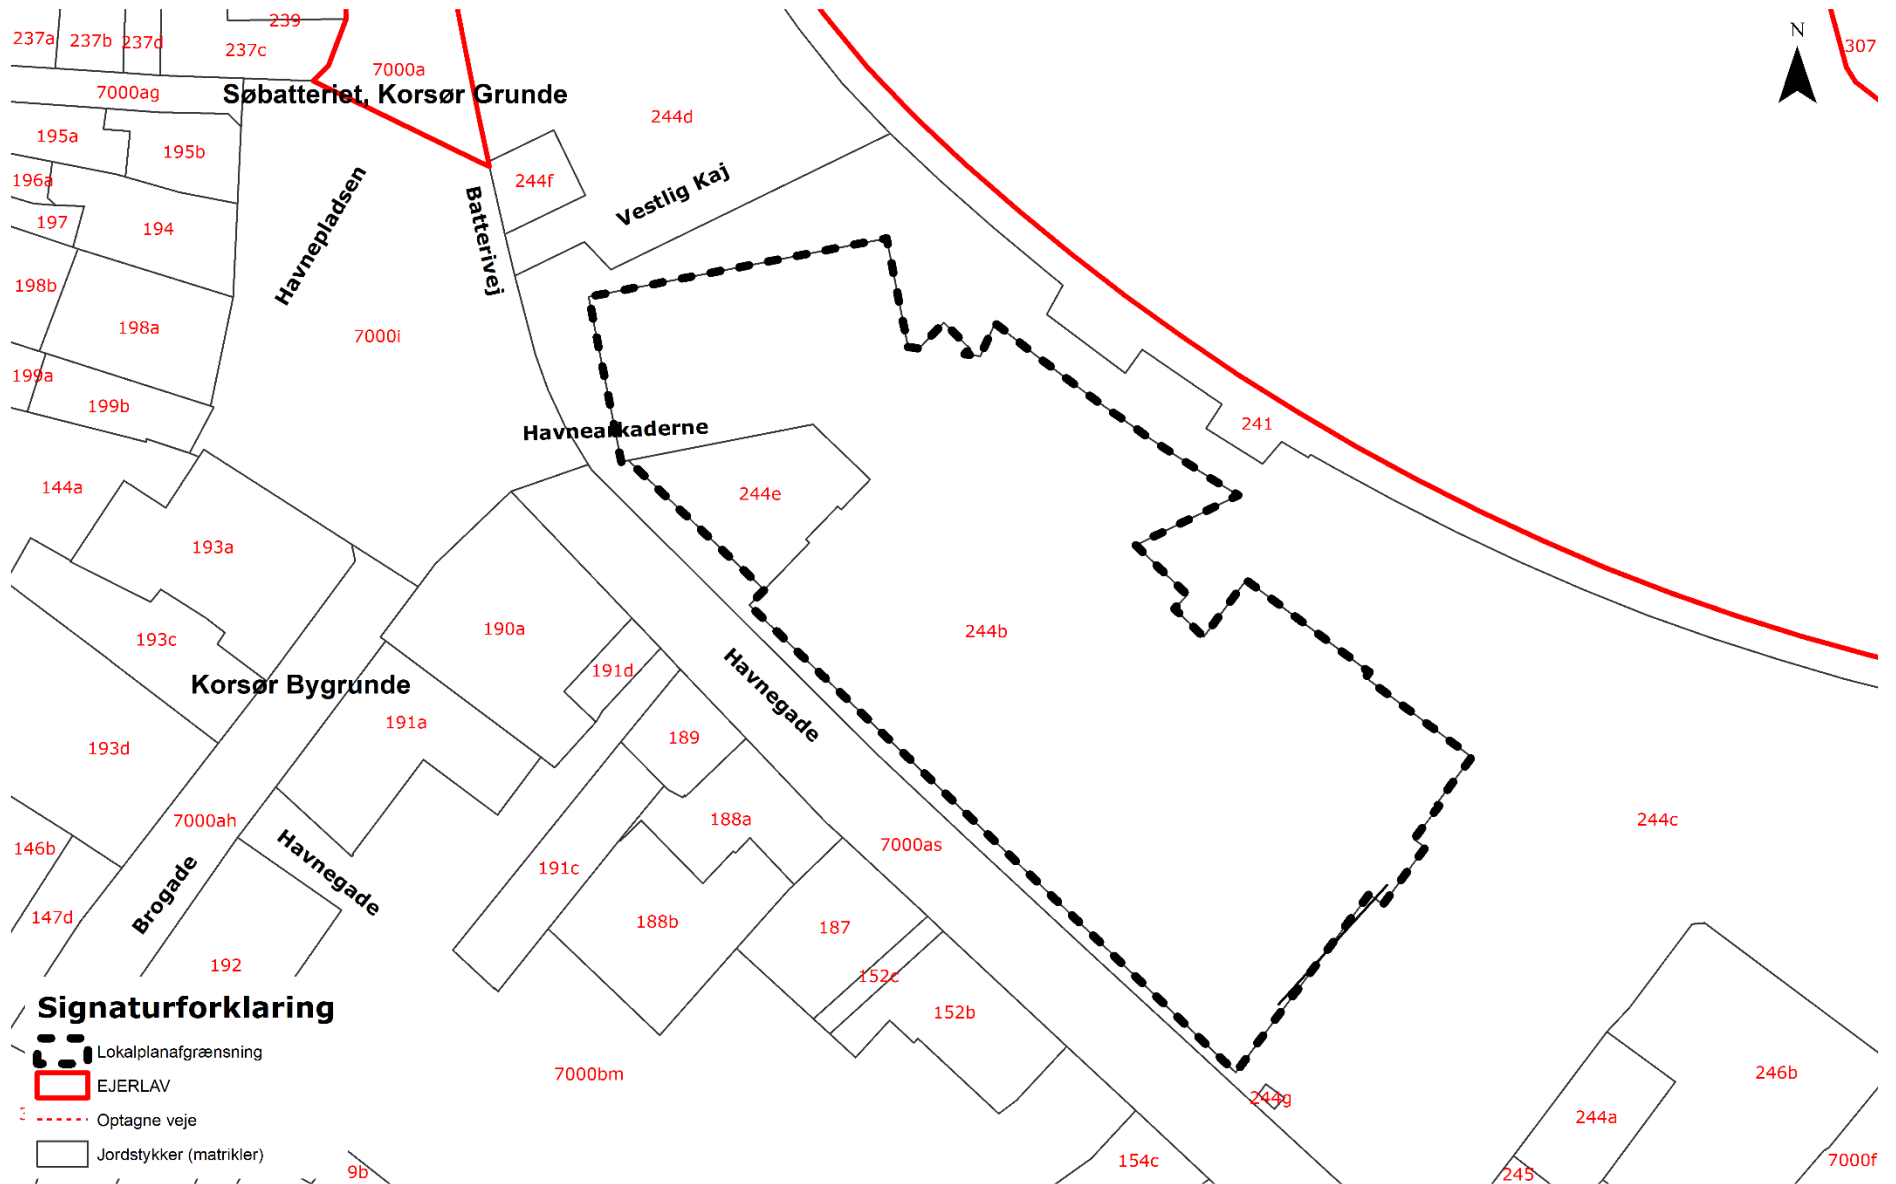 239
237a
237b
237d
237c
7000a
307
N
7000ag
Søbatteriet, Korsør Grunde
244d
195a
195b
196a
244f
Vestlig Kaj
Havnepladsen
Batterivej
197
194
198b
198a
7000i
199a
199b
Havnearkaderne
241
144a
244e
193a
193c
190a
244b
191d
Korsør Bygrunde
Havnegade
191a
189
193d
7000ah
188a
244c
146b
7000as
Havnegade
191c
Brogade
147d
188b
187
192
152c
152b
Signaturforklaring
Lokalplanafgrænsning
EJERLAV
Optagne veje
Jordstykker (matrikler)
7000bm
246b
244g
244a
154c
7000f
245
9b